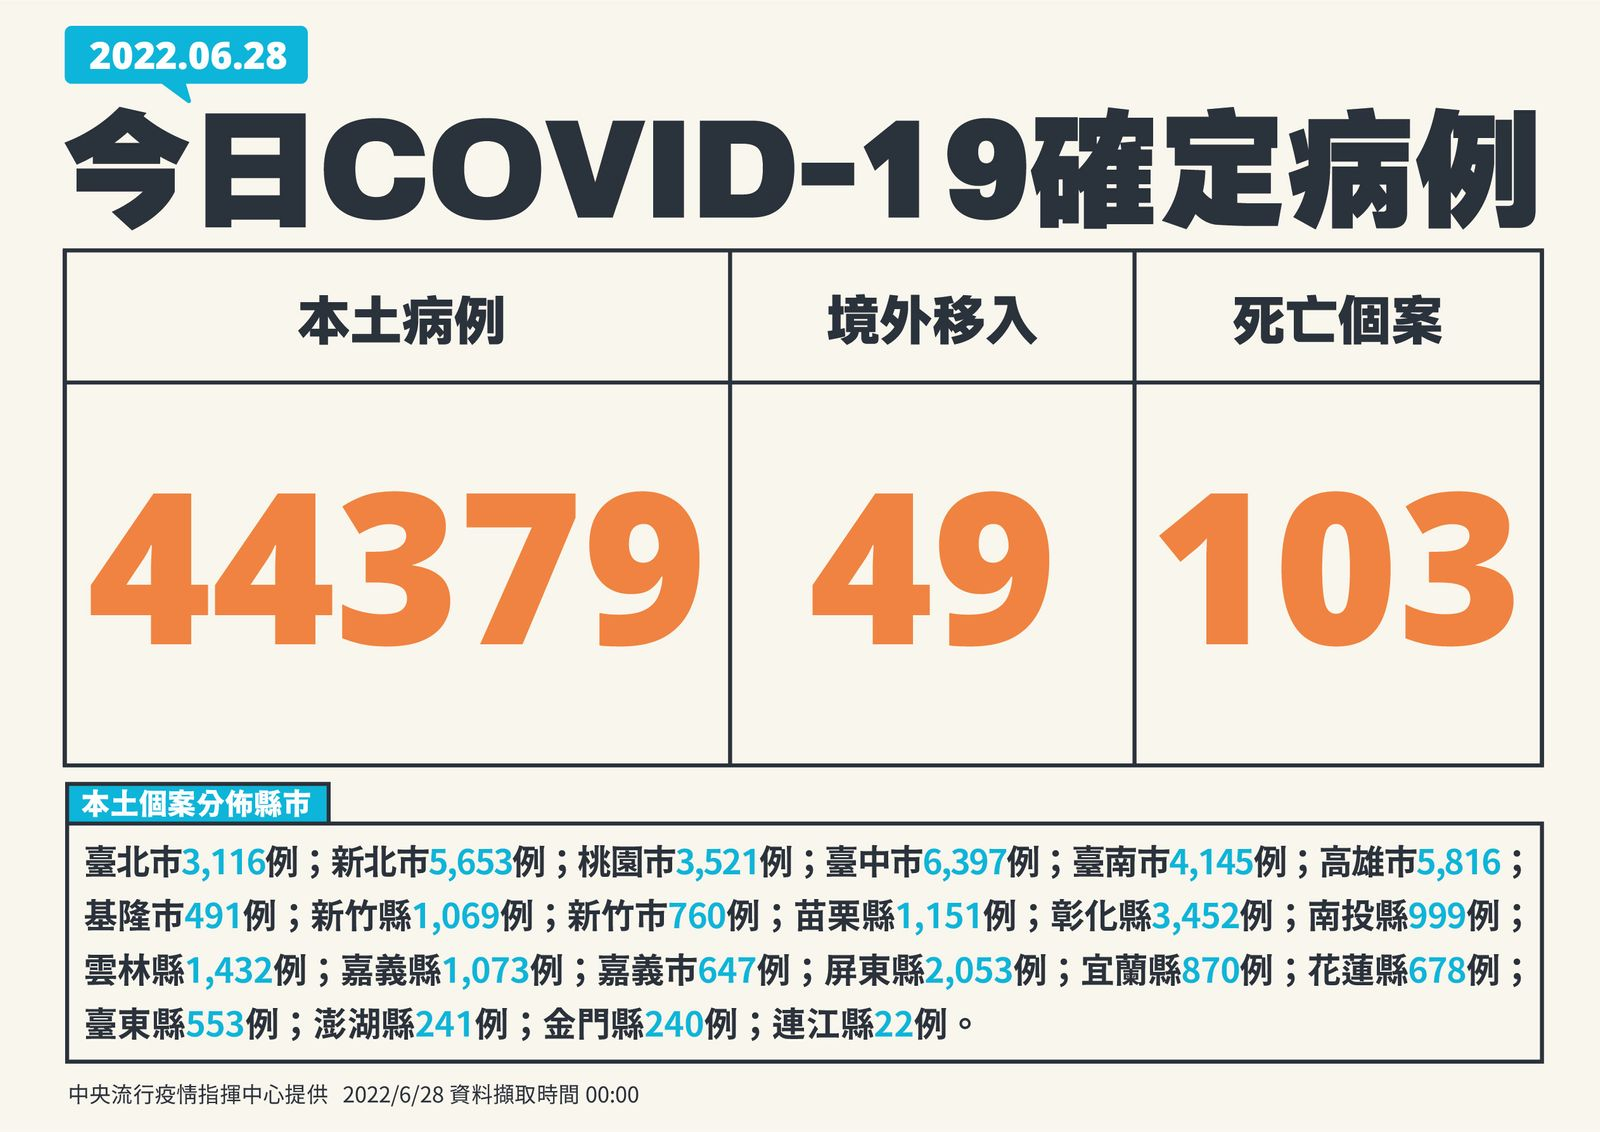 2022.06.28
今日COVID-19確定病例
本土病例
境外移入
死亡個案
44379
49
103
本土個案分佈縣市
臺北市3,116例；新北市5,653例；桃園市3,521例；臺中市6,397例；臺南市4,145例；高雄市5,816；
基隆市491例；新竹縣1,069例；新竹市760例；苗栗縣1,151例；彰化縣3,452例；南投縣999例；
雲林縣1,432例；嘉義縣1,073例；嘉義市647例；屏東縣2,053例；宜蘭縣870例；花蓮縣678例；
臺東縣553例；澎湖縣241例；金門縣240例；連江縣22例。
中央流行疫情指揮中心提供 2022/6/28 資料擷取時間 00:00